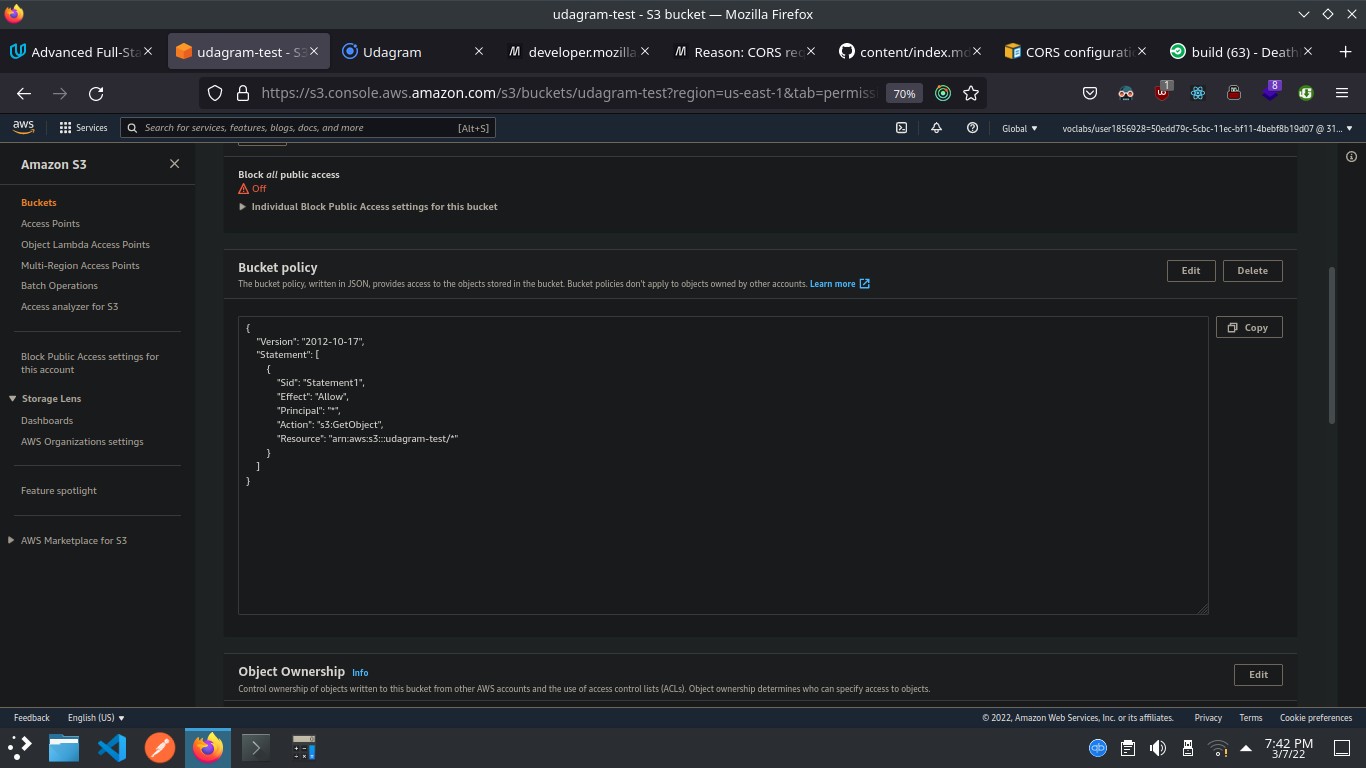 udagram-test - S3 bucket — Mozilla Firefox
Advanced Full-Sta
udagram-test - S3
Udagram
developer.mozilla
Reason: CORS req
content/index.md
CORS configurati
build (63) - Death
https://s3.console.aws.amazon.com/s3/buckets/udagram-test?region=us-east-1&tab=permiss
70%
1
8
aws
Services
Search for services, features, blogs, docs, and more
[Alt+S]
Global
voclabs/user1856928=50edd79c-5cbc-11ec-bf11-4bebf8b19d07 @ 31...
Amazon S3
Buckets
Access Points
Object Lambda Access Points
Multi-Region Access Points
Batch Operations
Access analyzer for S3
Block Public Access settings for
this account
Storage Lens
Dashboards
AWS Organizations settings
Feature spotlight
AWS Marketplace for S3
Block all public access
Off
Individual Block Public Access settings for this bucket
Bucket policy
The bucket policy, written in JSON, provides access to the objects stored in the bucket. Bucket policies don't apply to objects owned by other accounts. Learn more
Edit
Delete
Copy
{
"Version": "2012-10-17",
"Statement": [
{
"Sid": "Statement1",
"Effect": "Allow",
"Principal": "*",
"Action": "s3:GetObject",
"Resource": "arn:aws:s3:::udagram-test/*"
}
]
}
Object Ownership Info
Control ownership of objects written to this bucket from other AWS accounts and the use of access control lists (ACLs). Object ownership determines who can specify access to objects.
Edit
Feedback
English (US)
© 2022, Amazon Web Services, Inc. or its affiliates.
Privacy
Terms
Cookie preferences
qb
7:42 PM
3/7/22